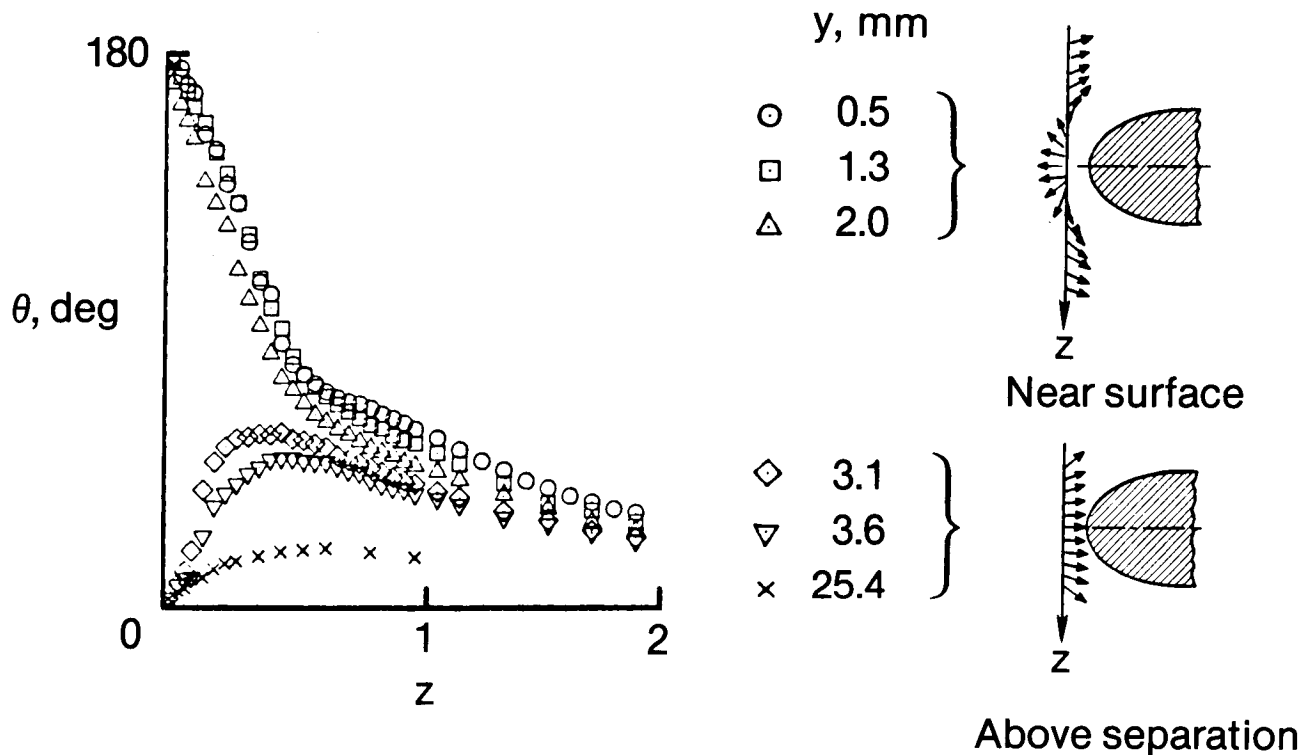 180
θ, deg
0
1
2
z
y, mm
0.5
1.3
2.0
z
Near surface
3.1
3.6
25.4
z
Above separation